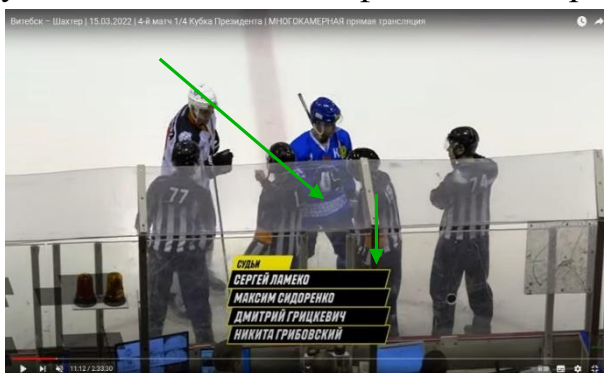 Витебск – Шахтер | 15.03.2022 | 4-й матч 1/4 Кубка Президента | МНОГОКАМЕРНАЯ прямая трансляция
77
74
СУДЬИ
СЕРГЕЙ ЛАМЕКО
МАКСИМ СИДОРЕНКО
ДМИТРИЙ ГРИЦКЕВИЧ
НИКИТА ГРИБОВСКИЙ
11:12 / 2:33:30